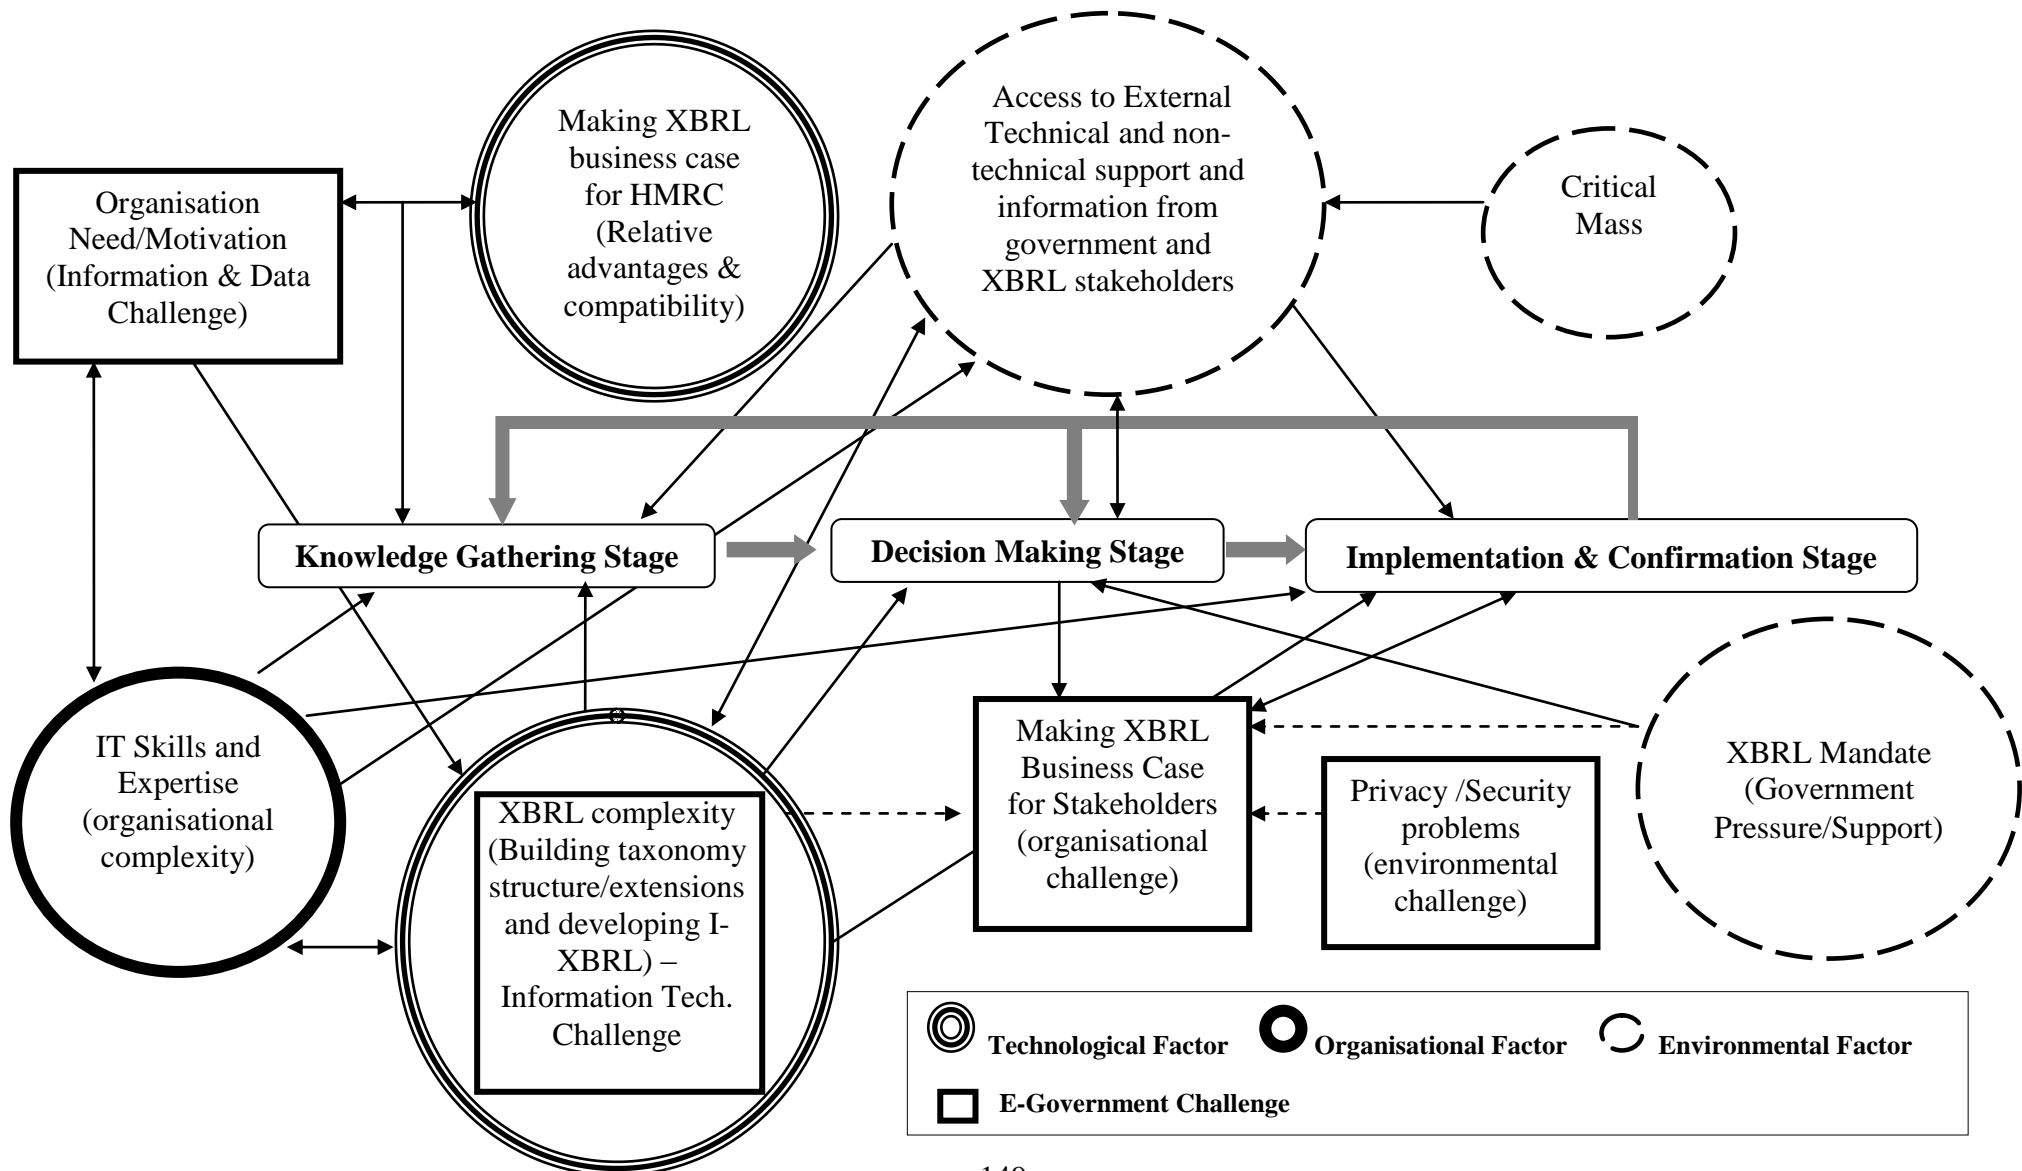 Making XBRL
business case
for HMRC
(Relative
advantages &
compatibility)
Access to External
Technical and non-
technical support and
information from
government and
XBRL stakeholders
Critical
Mass
Organisation
Need/Motivation
(Information & Data
Challenge)
Knowledge Gathering Stage
Decision Making Stage
Implementation & Confirmation Stage
IT Skills and
Expertise
(organisational
complexity)
XBRL complexity
(Building taxonomy
structure/extensions
and developing I-
XBRL) –
Information Tech.
Challenge
Making XBRL
Business Case
for Stakeholders
(organisational
challenge)
Privacy /Security
problems
(environmental
challenge)
XBRL Mandate
(Government
Pressure/Support)
Technological Factor
Organisational Factor
Environmental Factor
E-Government Challenge